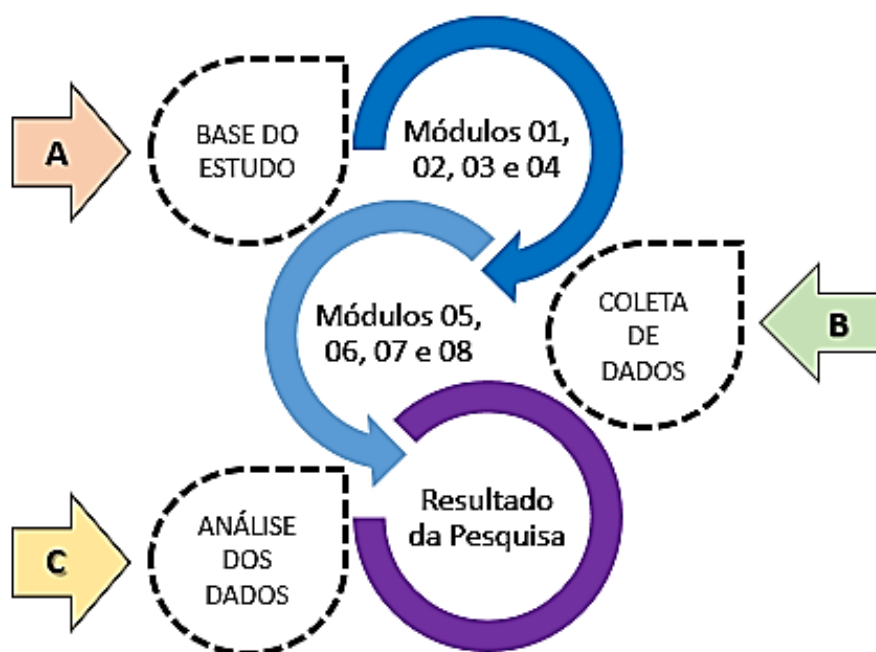 A
BASE DO
ESTUDO
Módulos 01,
02, 03 e 04
Módulos 05,
06, 07 e 08
COLETA
DE
DADOS
B
C
ANÁLISE
DOS
DADOS
Resultado
da Pesquisa